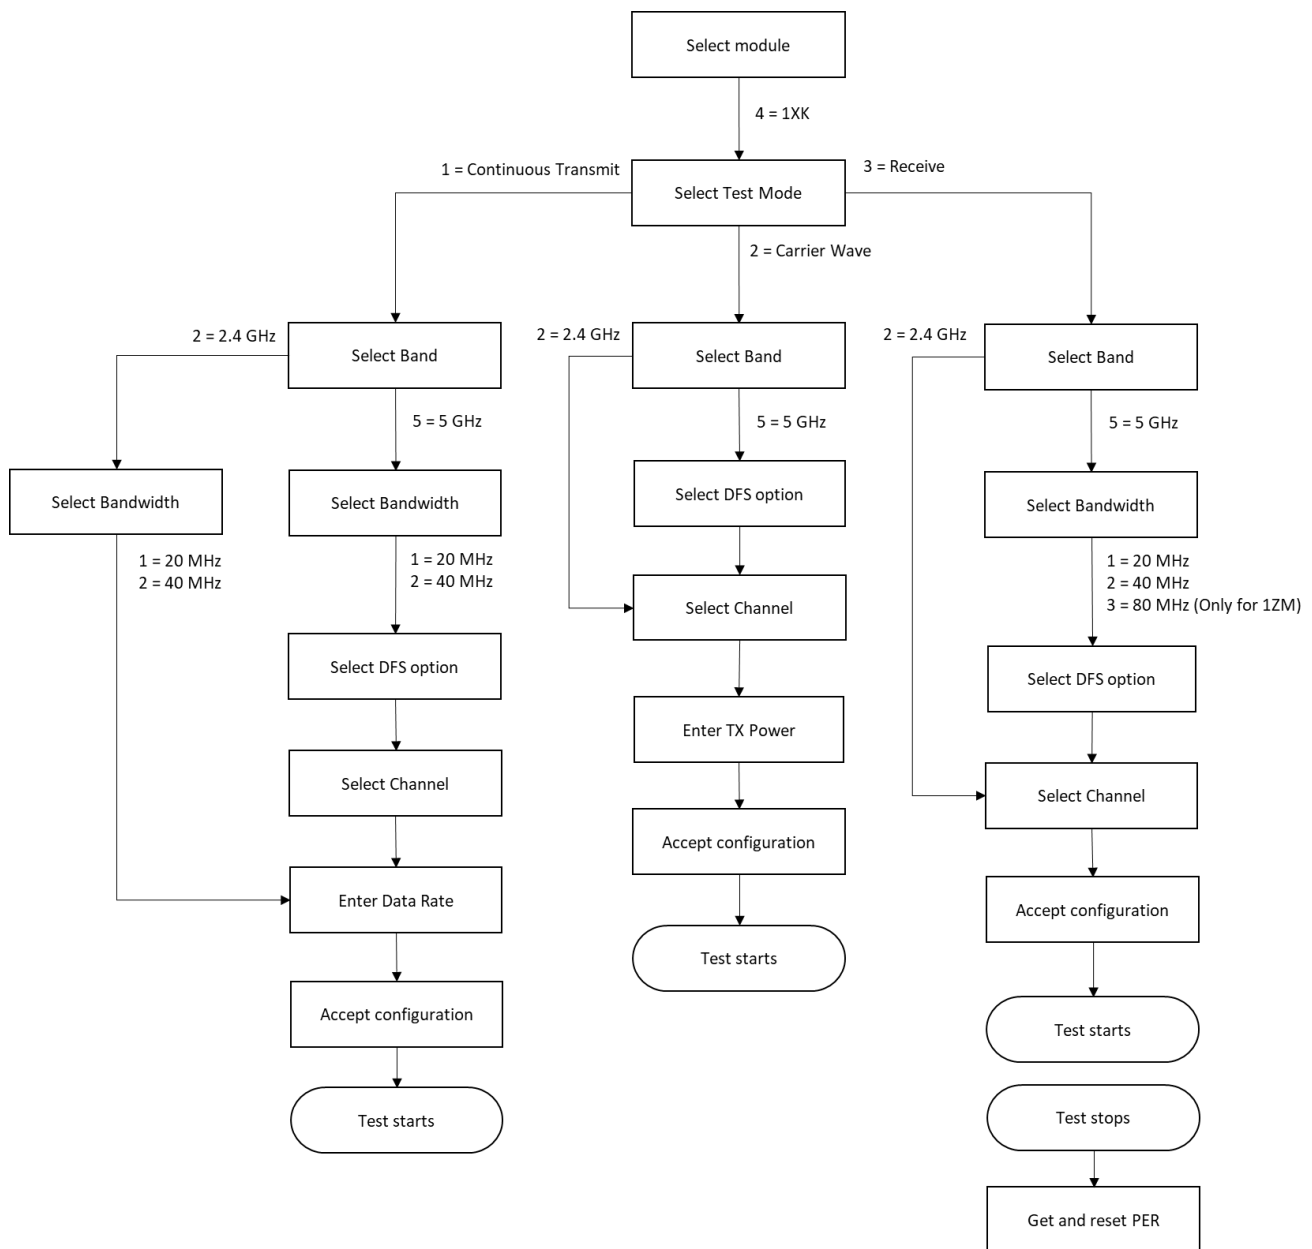 Select module
4 = 1XK
1 = Continuous Transmit
Select Test Mode
3 = Receive
2 = Carrier Wave
2 = 2.4 GHz
Select Band
5 = 5 GHz
Select Bandwidth
1 = 20 MHz
2 = 40 MHz
Select Bandwidth
1 = 20 MHz
2 = 40 MHz
Select DFS option
Select Channel
Enter Data Rate
Accept configuration
Test starts
2 = 2.4 GHz
Select Band
5 = 5 GHz
Select DFS option
Select Channel
Enter TX Power
Accept configuration
Test starts
2 = 2.4 GHz
Select Band
5 = 5 GHz
Select Bandwidth
1 = 20 MHz
2 = 40 MHz
3 = 80 MHz (Only for 1ZM)
Select DFS option
Select Channel
Accept configuration
Test starts
Test stops
Get and reset PER